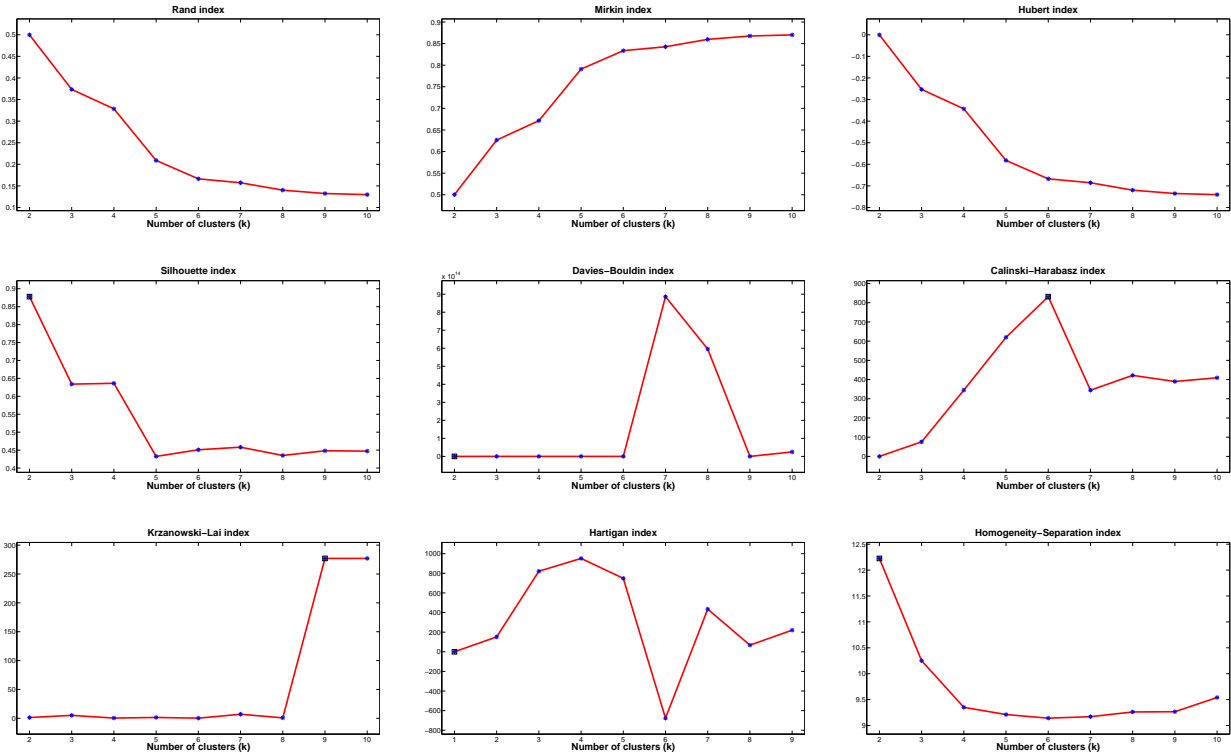 Rand index
0.5
0.45
0.4
0.35
0.3
0.25
0.2
0.15
0.1
2 3 4 5 6 7 8 9 10
Number of clusters (k)
Mirkin index
0.9
0.85
0.8
0.75
0.7
0.65
0.6
0.55
0.5
2 3 4 5 6 7 8 9 10
Number of clusters (k)
Hubert index
0
−0.1
−0.2
−0.3
−0.4
−0.5
−0.6
−0.7
−0.8
2 3 4 5 6 7 8 9 10
Number of clusters (k)
Silhouette index
0.9
0.85
0.8
0.75
0.7
0.65
0.6
0.55
0.5
0.45
0.4
2 3 4 5 6 7 8 9 10
Number of clusters (k)
Davies−Bouldin index
x 10^14
9
8
7
6
5
4
3
2
1
0
2 3 4 5 6 7 8 9 10
Number of clusters (k)
Calinski−Harabasz index
900
800
700
600
500
400
300
200
100
0
2 3 4 5 6 7 8 9 10
Number of clusters (k)
Krzanowski−Lai index
300
250
200
150
100
50
0
2 3 4 5 6 7 8 9 10
Number of clusters (k)
Hartigan index
1000
800
600
400
200
0
−200
−400
−600
−800
1 2 3 4 5 6 7 8 9
Number of clusters (k)
Homogeneity−Separation index
12.5
12
11.5
11
10.5
10
9.5
9
2 3 4 5 6 7 8 9 10
Number of clusters (k)